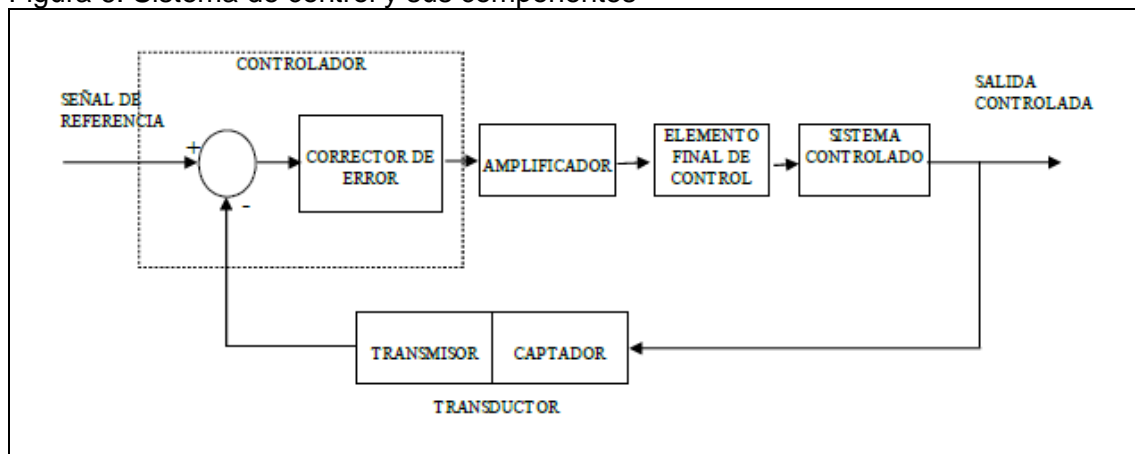 Figura 6. Sistema de control y sus componentes
CONTROLADOR
SEÑAL DE
REFERENCIA
+
-
CORRECTOR DE
ERROR
AMPLIFICADOR
ELEMENTO
FINAL DE
CONTROL
SISTEMA
CONTROLADO
SALIDA
CONTROLADA
TRANSMISOR
CAPTADOR
TRANSDUCTOR